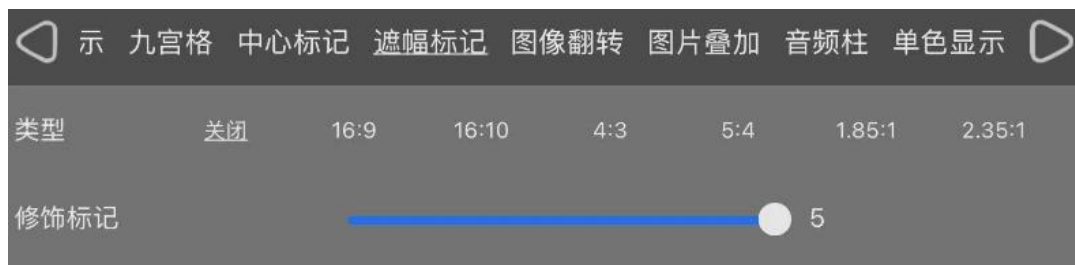 示 九宫格 中心标记 遮幅标记 图像翻转 图片叠加 音频柱 单色显示
类型 关闭 16:9 16:10 4:3 5:4 1.85:1 2.35:1
修饰标记 5